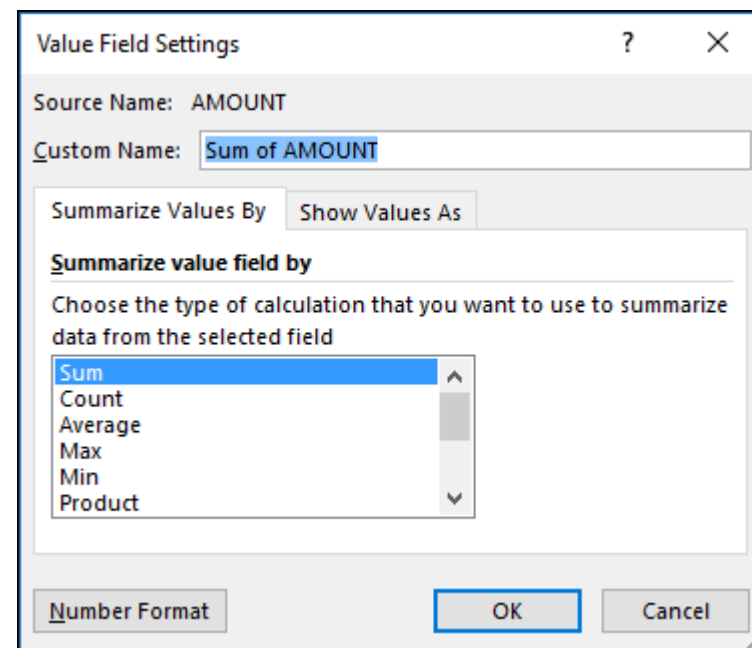 Value Field Settings ?
Source Name: AMOUNT
Custom Name: Sum of AMOUNT
Summarize Values By Show Values As
Summarize value field by
Choose the type of calculation that you want to use to summarize
data from the selected field
Sum
Count
Average
Max
Min
Product
Number Format OK Cancel